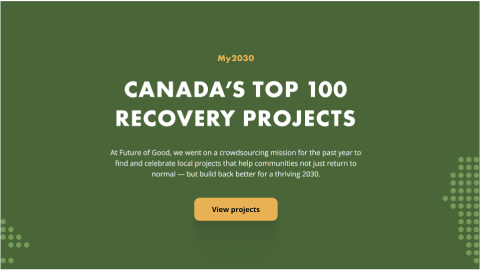 My2030
CANADA'S TOP 100
RECOVERY PROJECTS
At Future of Good, we went on a crowdsourcing mission for the past year to
find and celebrate local projects that help communities not just return to
normal — but build back better for a thriving 2030.
View projects